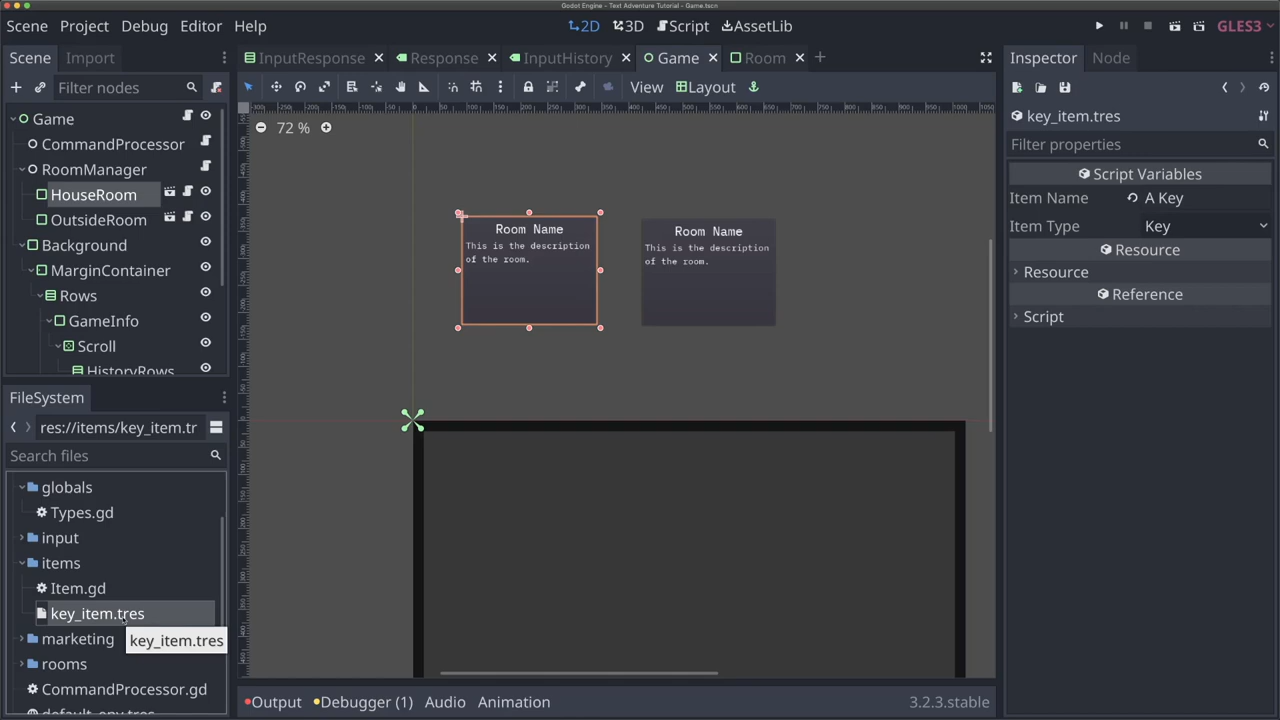 Godot Engine - Text Adventure Tutorial - Game.tscn
Scene Project Debug Editor Help
2D 3D Script AssetLib
GLES3
Scene Import
InputResponse Response InputHistory Game Room
Inspector Node
Filter nodes
View Layout
key_item.tres
Filter properties
72 %
Game
CommandProcessor
RoomManager
HouseRoom
OutsideRoom
Background
MarginContainer
Rows
GameInfo
Scroll
HistoryRows
Room Name
This is the description
of the room.
Room Name
This is the description
of the room.
Script Variables
Item Name A Key
Item Type Key
Resource
Resource
Reference
Script
FileSystem
res://items/key_item.tr
Search files
globals
Types.gd
input
items
Item.gd
key_item.tres
marketing
key_item.tres
rooms
CommandProcessor.gd
default_env.tres
Output Debugger (1) Audio Animation
3.2.3.stable